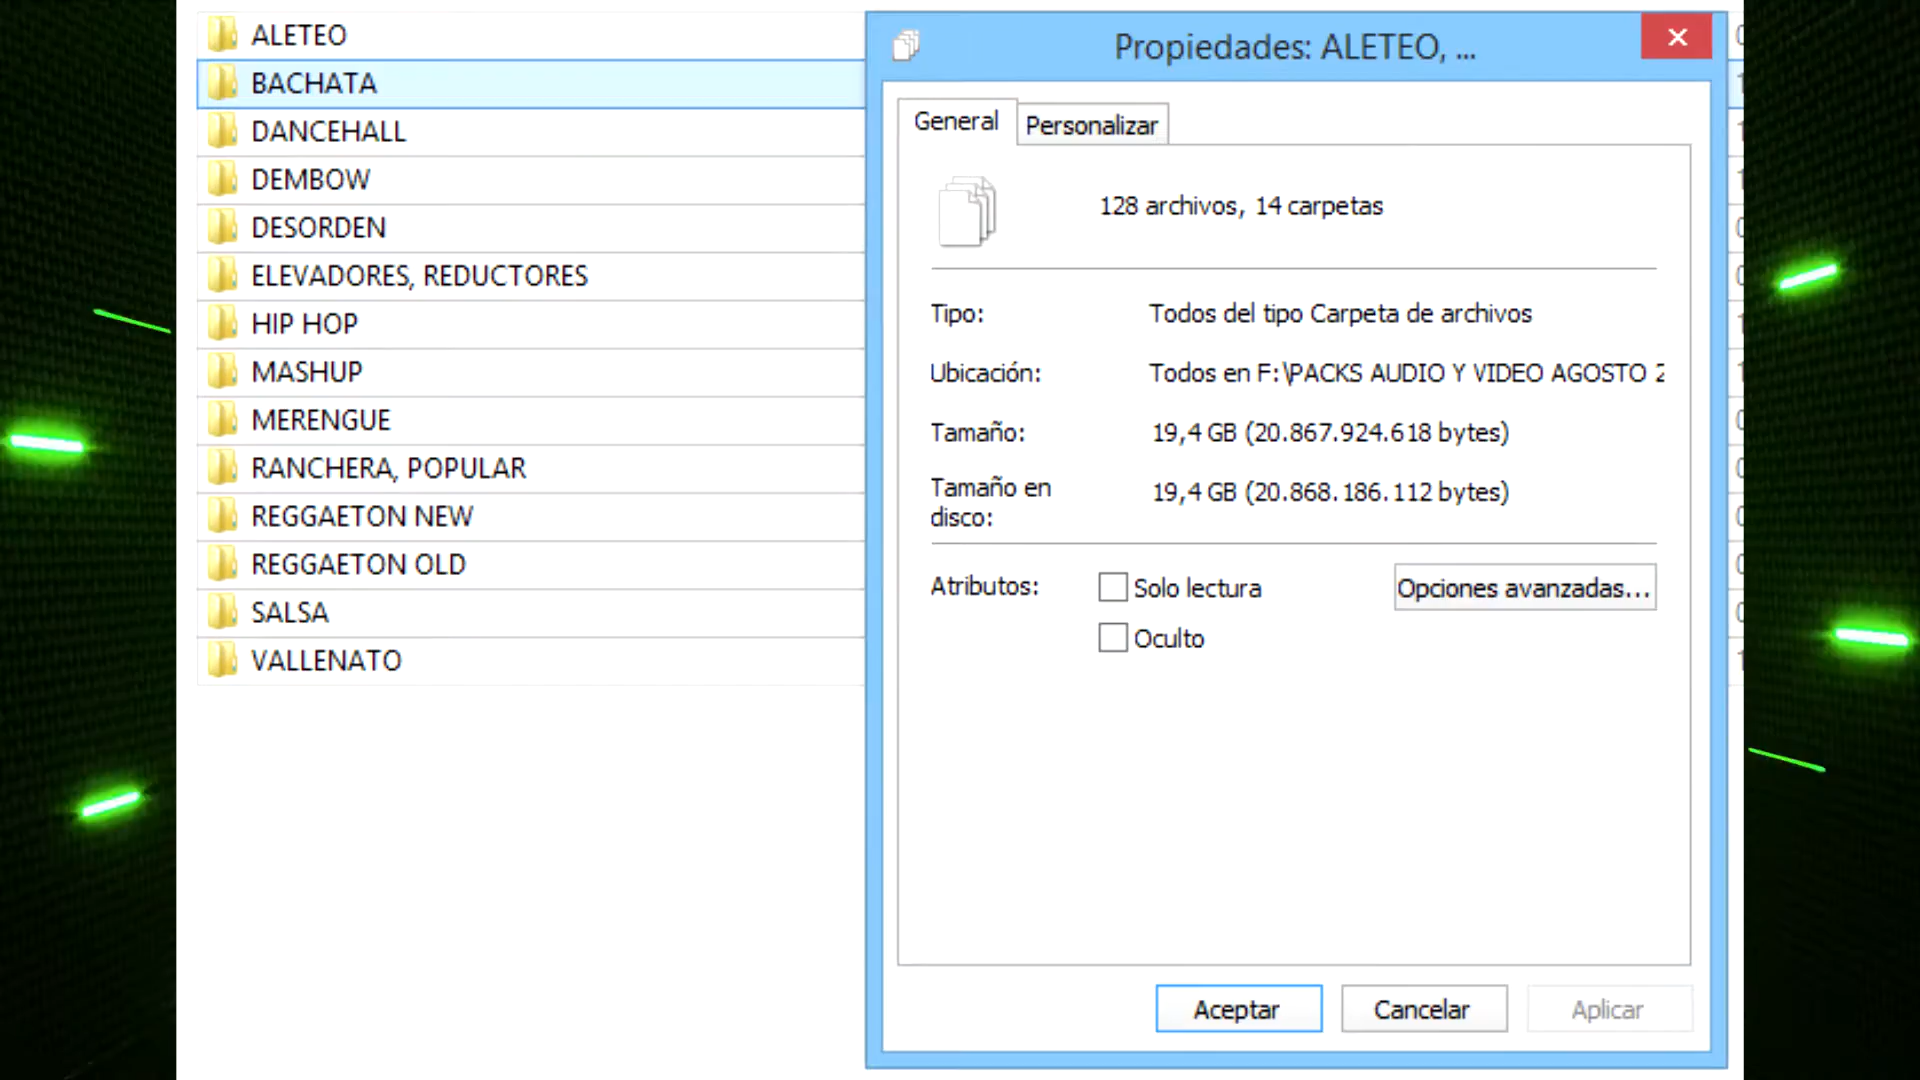 ALETEO
BACHATA
DANCEHALL
DEMBOW
DESORDEN
ELEVADORES, REDUCTORES
HIP HOP
MASHUP
MERENGUE
RANCHERA, POPULAR
REGGAETON NEW
REGGAETON OLD
SALSA
VALLENATO
Propiedades: ALETEO, ...
General
Personalizar
128 archivos, 14 carpetas
Tipo: Todos del tipo Carpeta de archivos
Ubicación: Todos en F:\PACKS AUDIO Y VIDEO AGOSTO 2
Tamaño: 19,4 GB (20.867.924.618 bytes)
Tamaño en disco: 19,4 GB (20.868.186.112 bytes)
Atributos: Solo lectura Opciones avanzadas...
Oculto
Aceptar Cancelar Aplicar